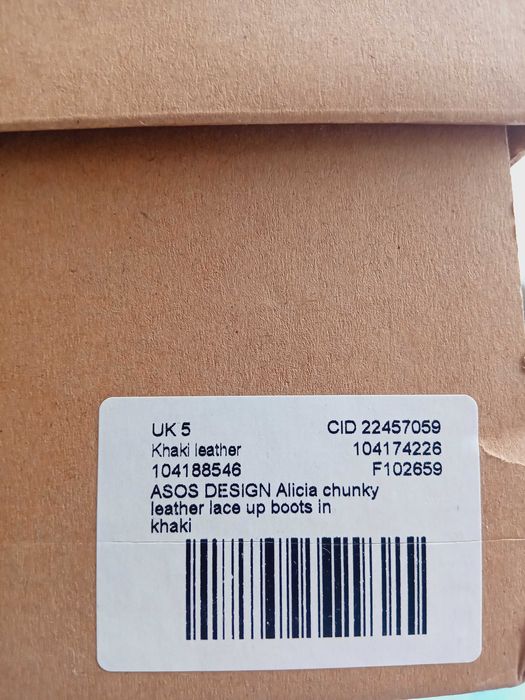 UK 5 CID 22457059
Khaki leather 104174226
104188546 F102659
ASOS DESIGN Alicia chunky
leather lace up boots in
khaki